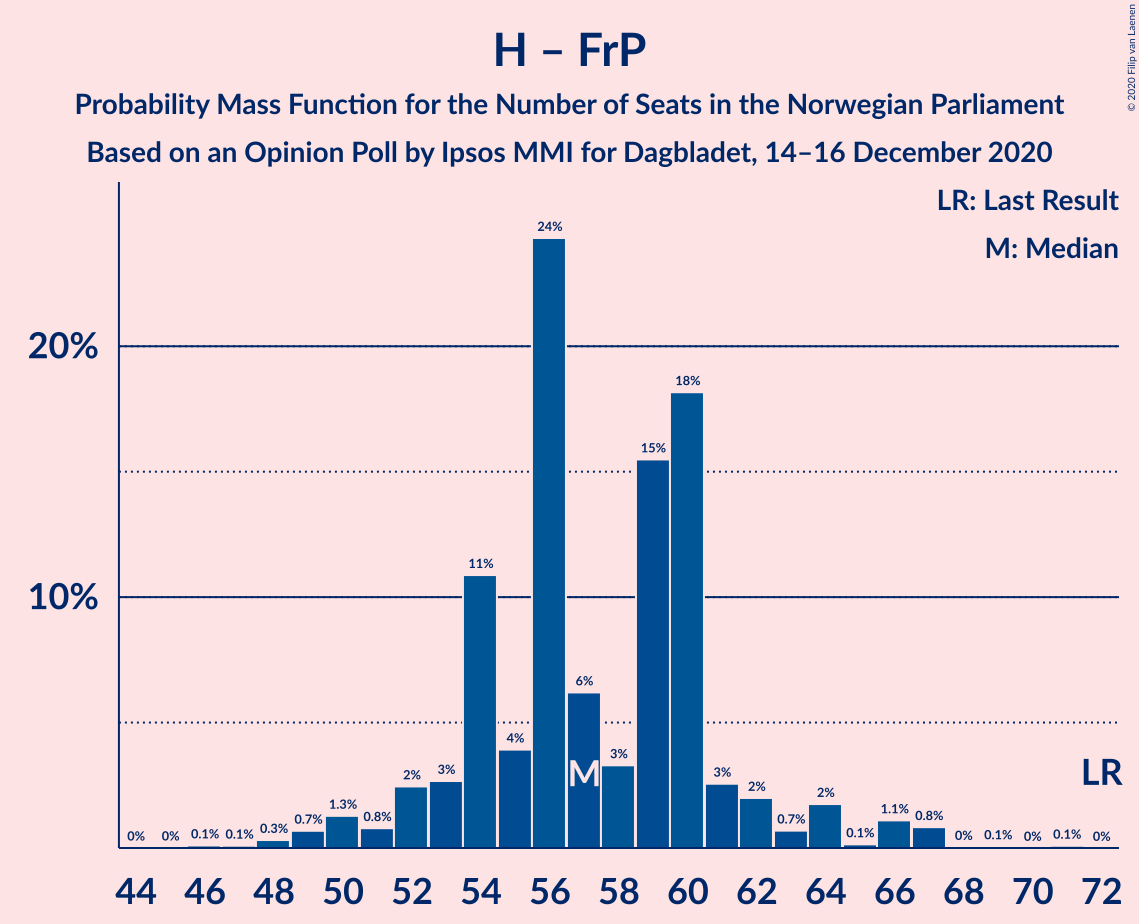 H – FrP
Probability Mass Function for the Number of Seats in the Norwegian Parliament
Based on an Opinion Poll by Ipsos MMI for Dagbladet, 14–16 December 2020
© 2020 Filip van Laenen
LR: Last Result
M: Median
20%
10%
0% 0% 0.1% 0.1% 0.3% 0.7% 1.3% 0.8% 2% 3% 11% 4% 24% 6% 3% 15% 18% 3% 2% 0.7% 2% 0.1% 1.1% 0.8% 0% 0.1% 0% 0.1% 0%
M
LR
44 46 48 50 52 54 56 58 60 62 64 66 68 70 72